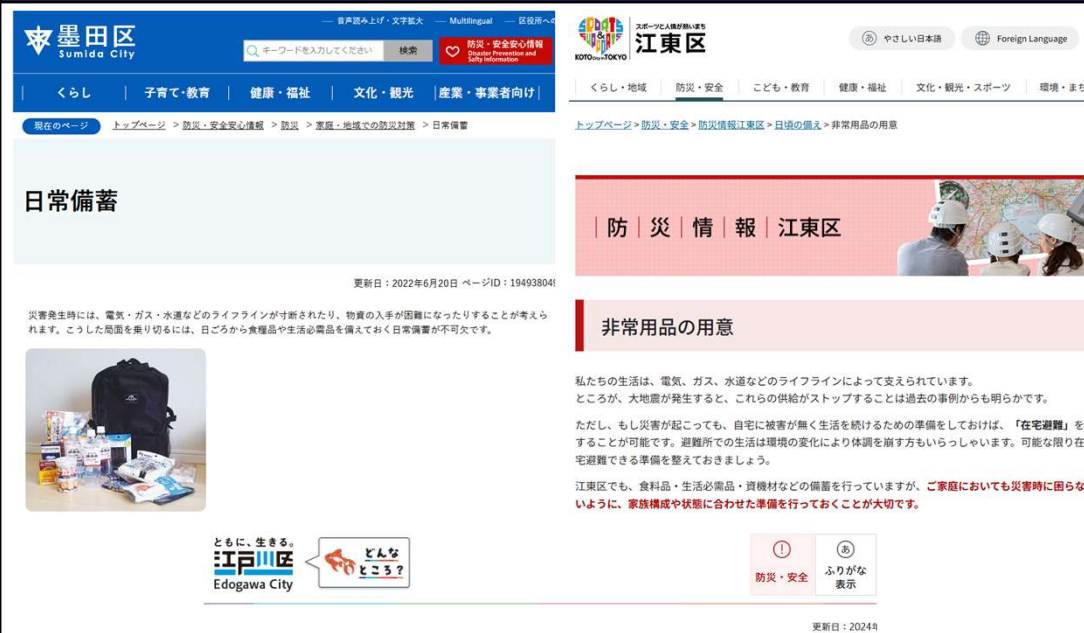 墨田区
Sumida City
音声読み上げ・文字拡大
Multilingual
キーワードを入力してください
検索
防災・安全安心情報
Disaster Prevention and
Safty Information
くらし
子育て・教育
健康・福祉
文化・観光
産業・事業者向け
現在のページ
トップページ > 防災・安全安心情報 > 防災 > 家庭・地域での防災対策 > 日常備蓄
日常備蓄
更新日:2022年6月20日 ページID:19493804
災害発生時には、電気・ガス・水道などのライフラインが寸断されたり、物資の入手が困難になったりすることが考えら
れます。こうした局面を乗り切るには、日ごろから食糧品や生活必需品を備えておく日常備蓄が不可欠です。
SPORTS
& SUPPORTS
KOTO City in TOKYO
スポーツと人情が熱いまち
江東区
あ やさしい日本語
Foreign Language
くらし・地域
防災・安全
こども・教育
健康・福祉
文化・観光・スポーツ
環境・まち
トップページ > 防災・安全 > 防災情報江東区 > 日頃の備え > 非常用品の用意
防災情報江東区
非常用品の用意
私たちの生活は、電気、ガス、水道などのライフラインによって支えられています。
ところが、大地震が発生すると、これらの供給がストップすることは過去の事例からも明らかです。
ただし、もし災害が起こっても、自宅に被害が無く生活を続けるための準備をしておけば、「在宅避難」を
することが可能です。避難所での生活は環境の変化により体調を崩す方もいらっしゃいます。可能な限り在
宅避難できる準備を整えておきましょう。
江東区でも、食料品・生活必需品・資機材などの備蓄を行っていますが、ご家庭においても災害時に困らな
いように、家族構成や状態に合わせた準備を行っておくことが大切です。
ともに、生きる。
江戸川区
Edogawa City
どんな
ところ?
防災・安全
あ
ふりがな
表示
更新日:2024